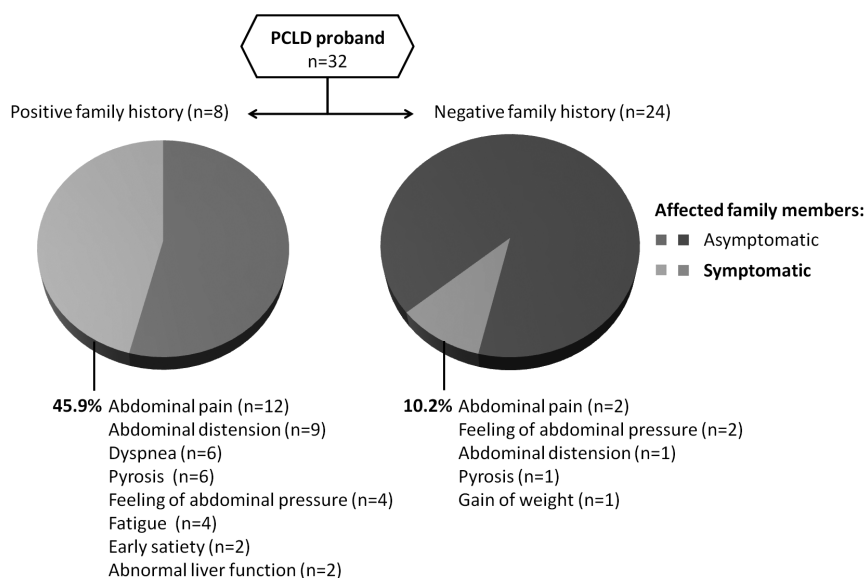 PCLD proband
n=32
Positive family history (n=8)
Negative family history (n=24)
Affected family members:
Asymptomatic
Symptomatic
45.9% Abdominal pain (n=12)
Abdominal distension (n=9)
Dyspnea (n=6)
Pyrosis (n=6)
Feeling of abdominal pressure (n=4)
Fatigue (n=4)
Early satiety (n=2)
Abnormal liver function (n=2)
10.2% Abdominal pain (n=2)
Feeling of abdominal pressure (n=2)
Abdominal distension (n=1)
Pyrosis (n=1)
Gain of weight (n=1)